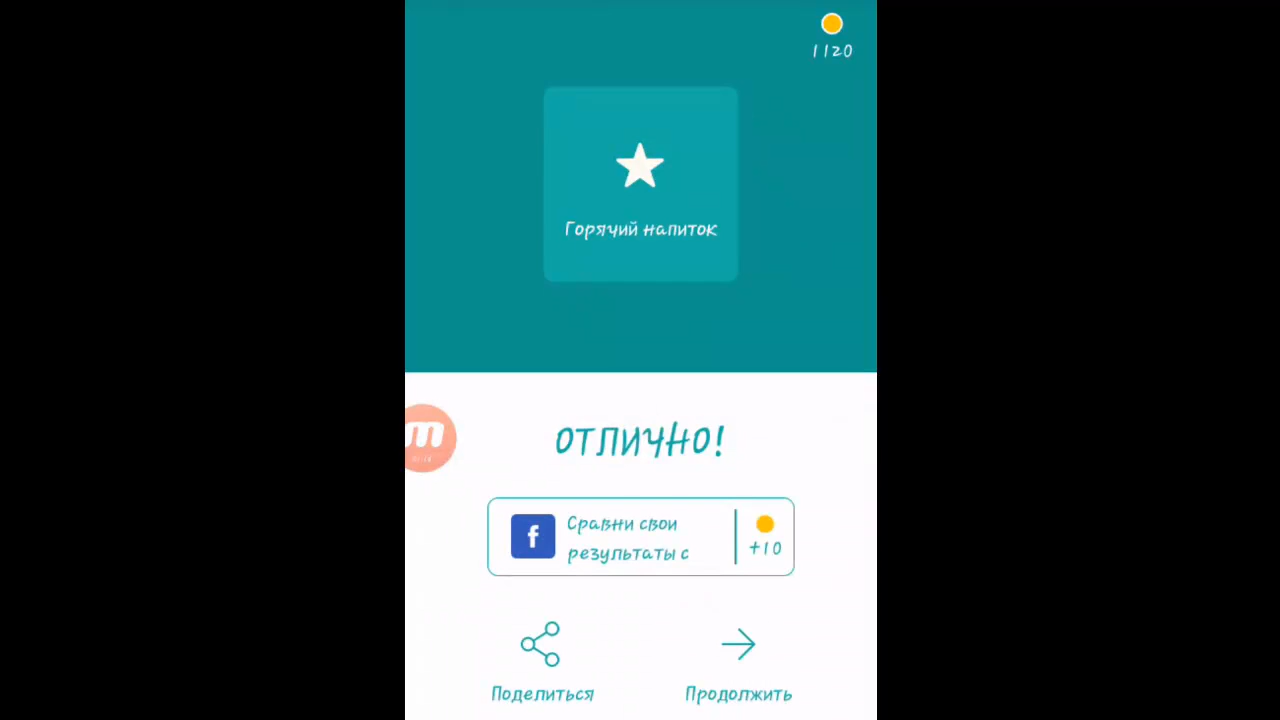 1120
Горячий напиток
ОТЛИЧНО!
f
Сравни свои
результаты с
+10
Поделиться
Продолжить